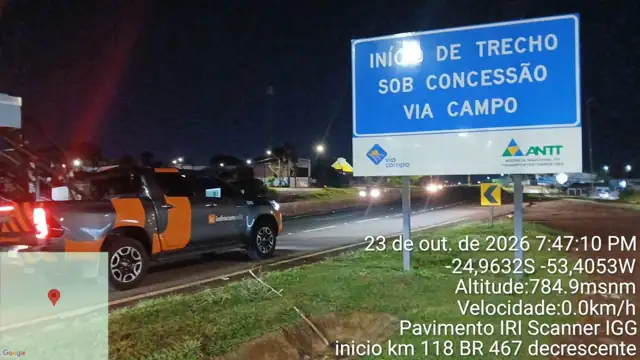 INÍCIO DE TRECHO
SOB CONCESSÃO
VIA CAMPO
via
campo
ANTT
23 de out. de 2026 7:47:10 PM
-24,9632S -53,4053W
Altitude:784.9msnm
Velocidade:0.0km/h
Pavimento IRI Scanner IGG
início km 118 BR 467 decrescente
Google